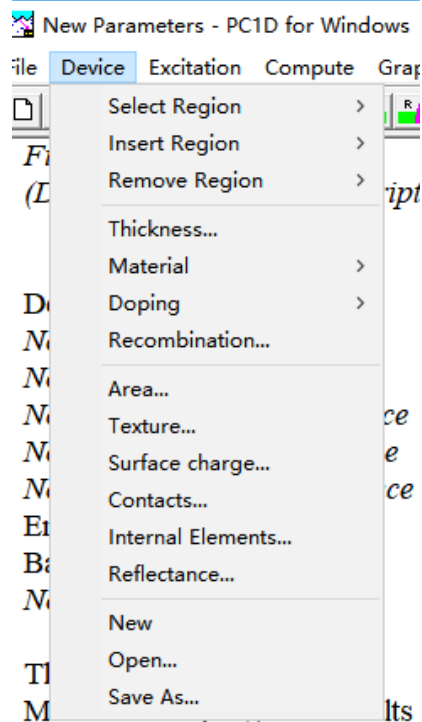 New Parameters - PC1D for Windows
File Device Excitation Compute Grap
Select Region
Insert Region
Remove Region
Thickness...
Material
Doping
Recombination...
Area...
Texture...
Surface charge...
Contacts...
Internal Elements...
Reflectance...
New
Open...
Save As...